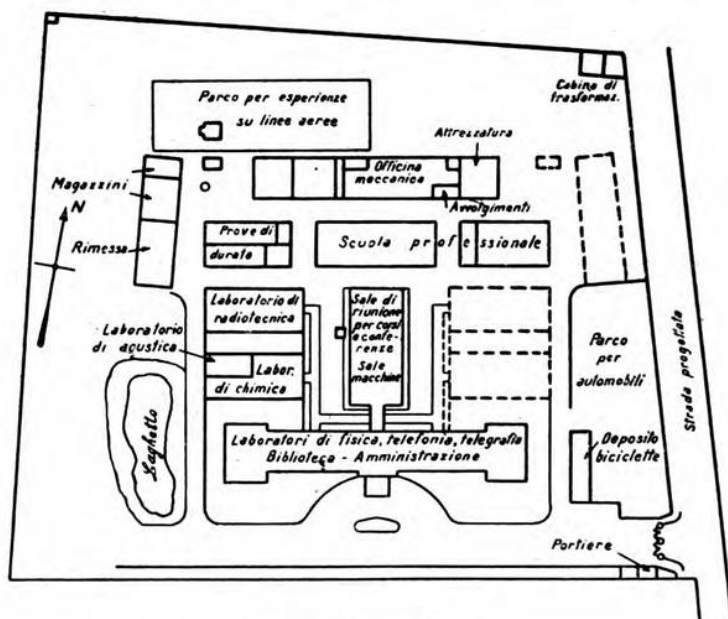 Cabina di
trasformaz.
Parco per esperienze
su linee aeree
Attrezzatura
Officina
meccanica
Magazzini
Avvolgimenti
N
Prove di
durata
Scuola professionale
Rimessa
Laboratorio di
radiotecnica
Sale di
riunione
per corsi
e confe-
renze
Sale
macchine
Laboratorio
di acustica
Labor.
di chimica
Parco
per
automobili
Strada progettata
Laghetto
Laboratori di fisica, telefonia, telegrafia
Biblioteca - Amministrazione
Deposito
biciclette
Portiere